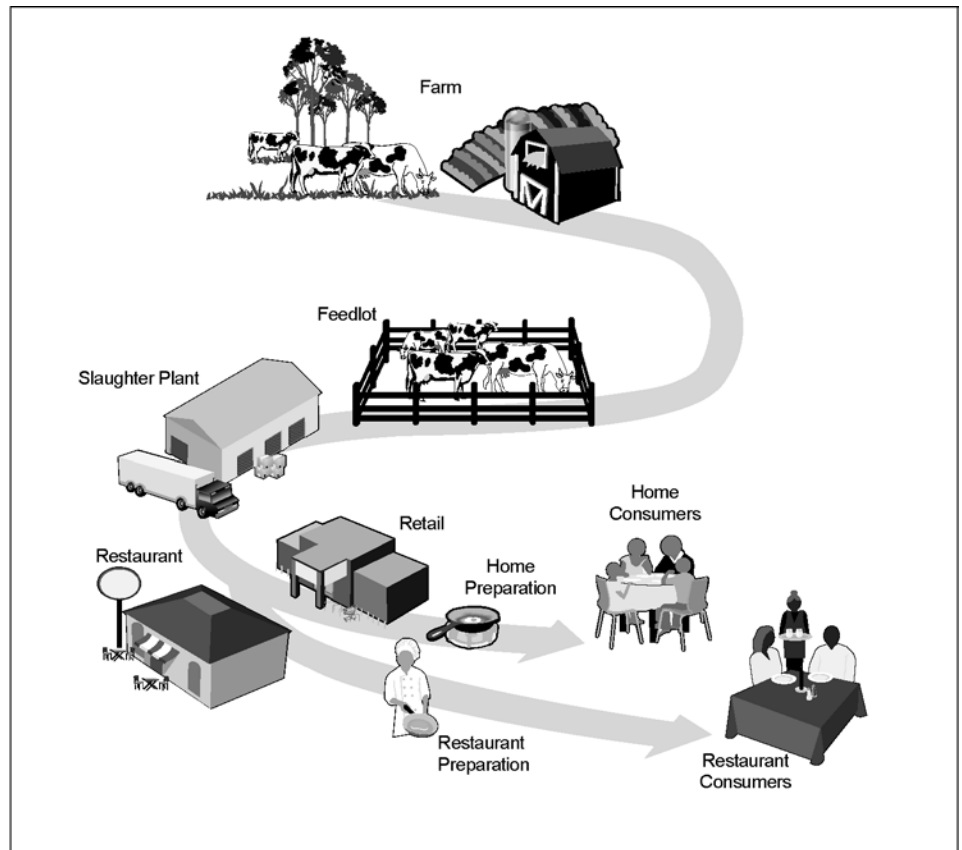 Farm
Feedlot
Slaughter Plant
Home
Consumers
Retail
Restaurant
Home
Preparation
Restaurant
Preparation
Restaurant
Consumers